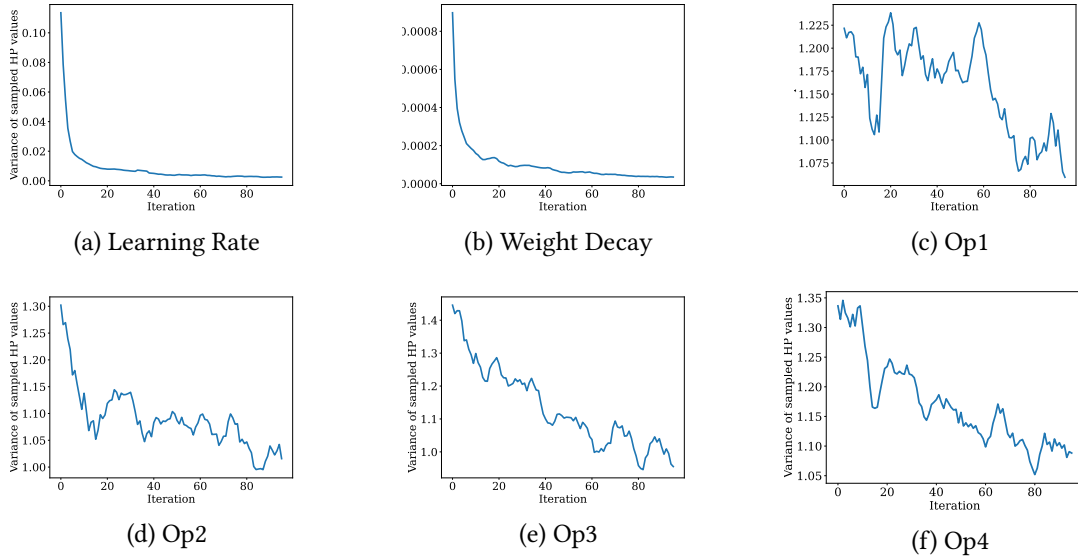 Variance of sampled HP values
0.10
0.08
0.06
0.04
0.02
0.00
0 20 40 60 80
Iteration
(a) Learning Rate
0.0008
0.0006
0.0004
0.0002
0.0000
0 20 40 60 80
Iteration
(b) Weight Decay
1.225
1.200
1.175
1.150
1.125
1.100
1.075
0 20 40 60 80
Iteration
(c) Op1
Variance of sampled HP values
1.30
1.25
1.20
1.15
1.10
1.05
1.00
0 20 40 60 80
Iteration
(d) Op2
Variance of sampled HP values
1.4
1.3
1.2
1.1
1.0
0 20 40 60 80
Iteration
(e) Op3
Variance of sampled HP values
1.35
1.30
1.25
1.20
1.15
1.10
1.05
0 20 40 60 80
Iteration
(f) Op4